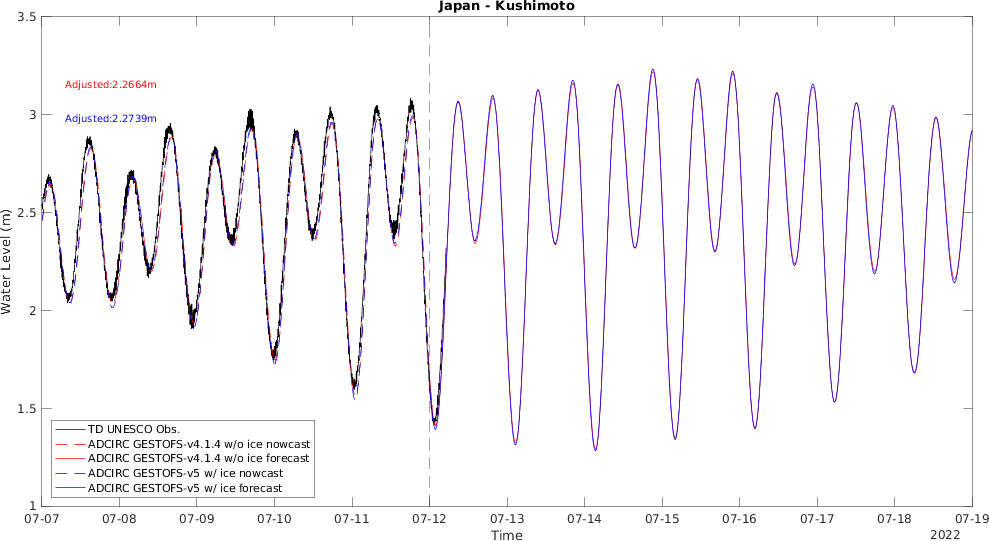 Japan - Kushimoto
3.5
3
2.5
2
1.5
1
Water Level (m)
Adjusted:2.2664m
Adjusted:2.2739m
TD UNESCO Obs.
ADCIRC GESTOFS-v4.1.4 w/o ice nowcast
ADCIRC GESTOFS-v4.1.4 w/o ice forecast
ADCIRC GESTOFS-v5 w/ ice nowcast
ADCIRC GESTOFS-v5 w/ ice forecast
07-07 07-08 07-09 07-10 07-11 07-12 07-13 07-14 07-15 07-16 07-17 07-18 07-19
Time
2022